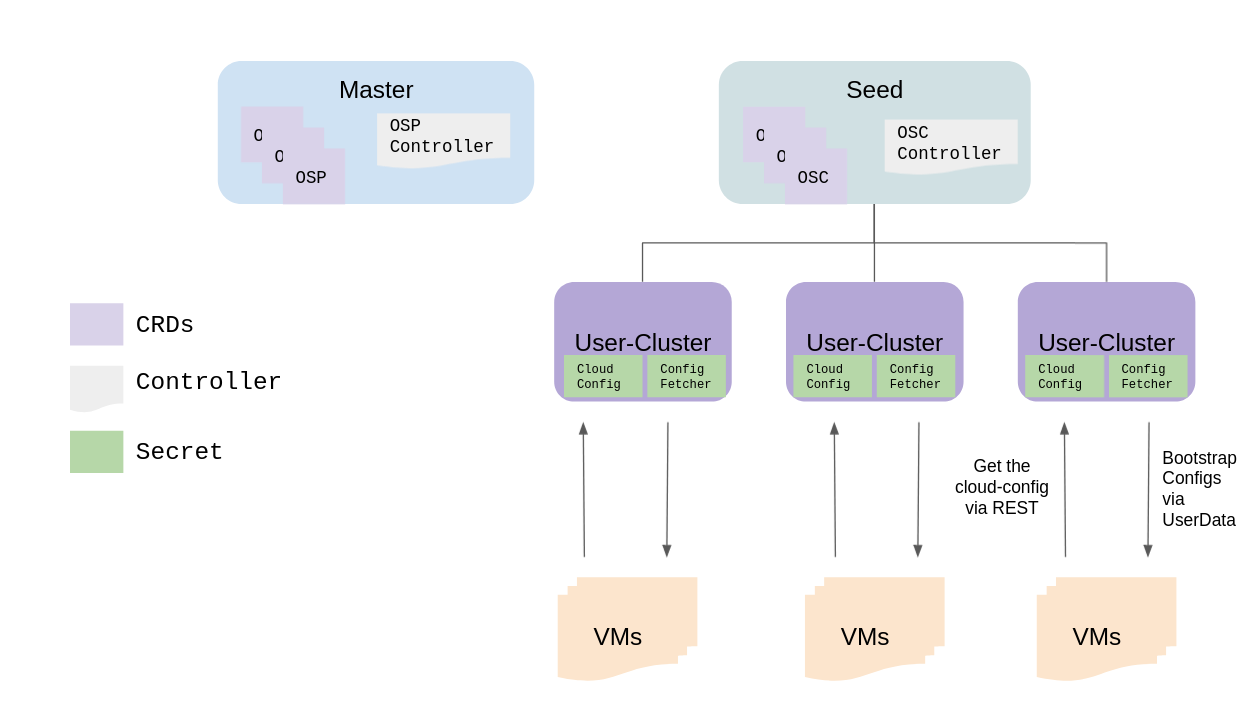 Master
O
O
OSP
OSP
Controller
Seed
O
O
OSC
OSC
Controller
CRDs
Controller
Secret
User-Cluster
Cloud
Config
Config
Fetcher
User-Cluster
Cloud
Config
Config
Fetcher
User-Cluster
Cloud
Config
Config
Fetcher
Get the
cloud-config
via REST
Bootstrap
Configs
via
UserData
VMs
VMs
VMs